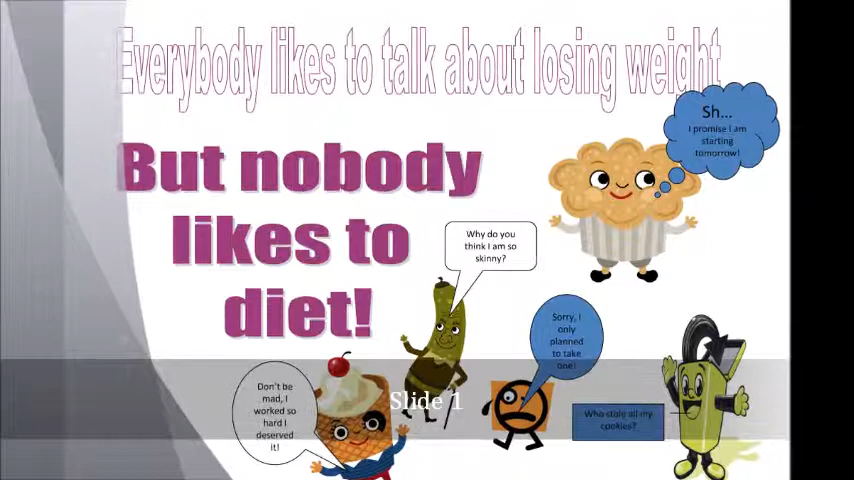 Everybody likes to talk about losing weight
Sh...
I promise I am
starting
tomorrow!
But nobody
likes to
diet!
Why do you
think I am so
skinny?
Sorry, I
only
planned
to take
one!
Don't be
mad, I
worked so
hard I
deserved
it!
Slide 1
Who stole all my
cookies?